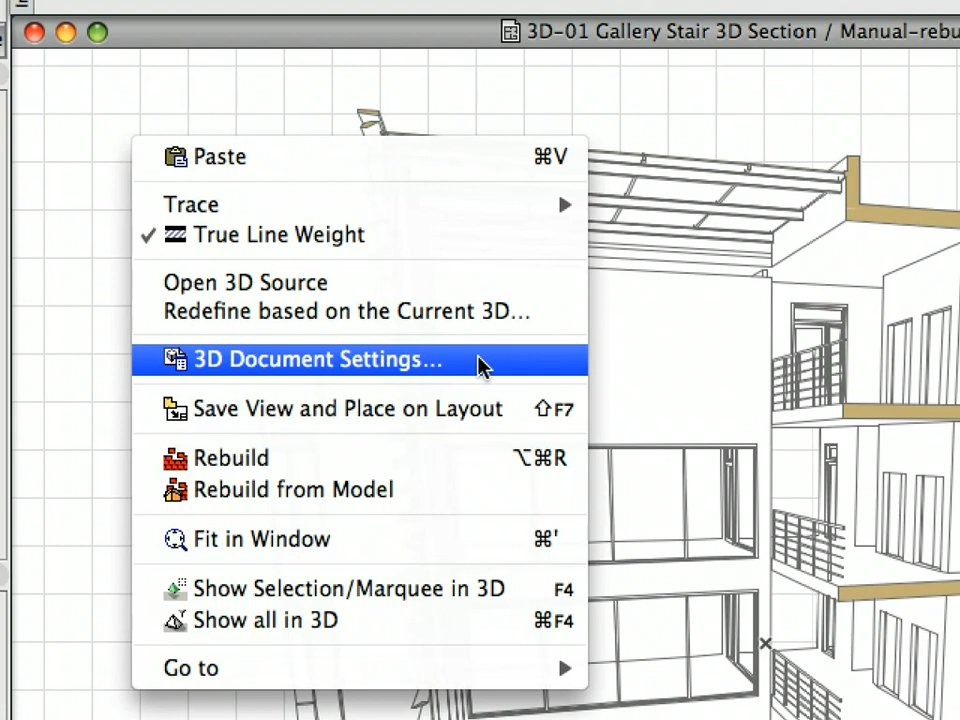 3D-01 Gallery Stair 3D Section / Manual-rebu
Paste ⌘V
Trace
✓ True Line Weight
Open 3D Source
Redefine based on the Current 3D...
3D Document Settings...
Save View and Place on Layout ⇧F7
Rebuild ⌥⌘R
Rebuild from Model
Fit in Window ⌘'
Show Selection/Marquee in 3D F4
Show all in 3D ⌘F4
Go to